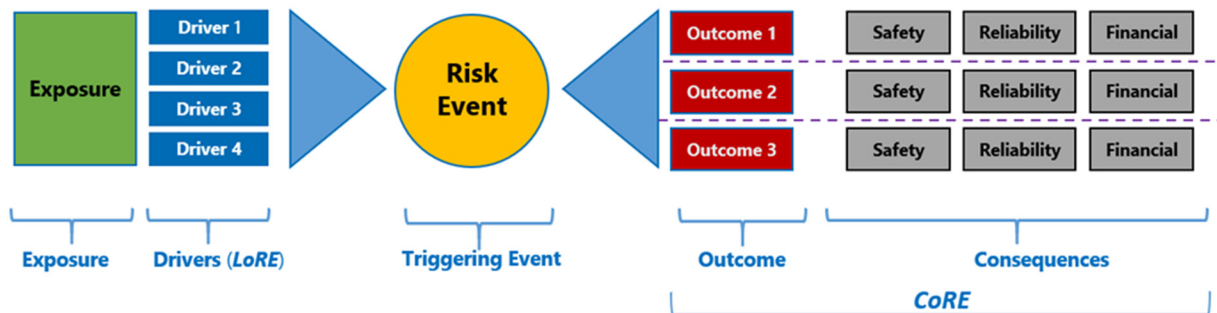 Exposure
Driver 1
Driver 2
Driver 3
Driver 4
Risk
Event
Outcome 1
Safety
Reliability
Financial
Outcome 2
Safety
Reliability
Financial
Outcome 3
Safety
Reliability
Financial
Exposure
Drivers (LoRE)
Triggering Event
Outcome
Consequences
CoRE